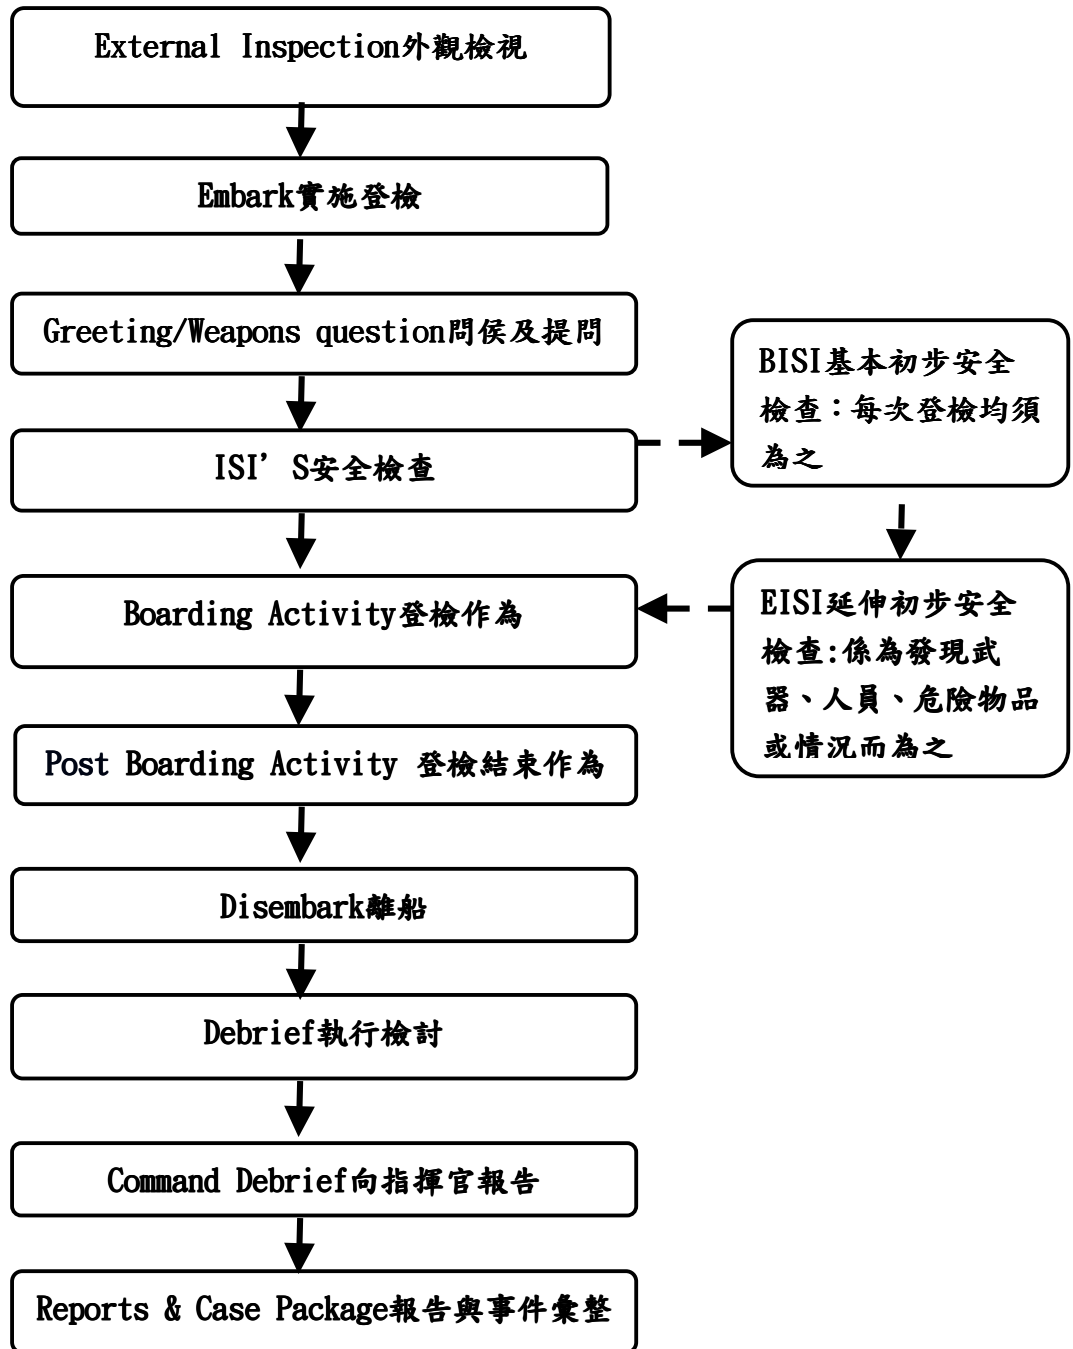 External Inspection外觀檢視
Embark實施登檢
Greeting/Weapons question問侯及提問
ISI’S安全檢查
BISI基本初步安全
檢查：每次登檢均須
為之
EISI延伸初步安全
檢查:係為發現武
器、人員、危險物品
或情況而為之
Boarding Activity登檢作為
Post Boarding Activity 登檢結束作為
Disembark離船
Debrief執行檢討
Command Debrief向指揮官報告
Reports & Case Package報告與事件彙整